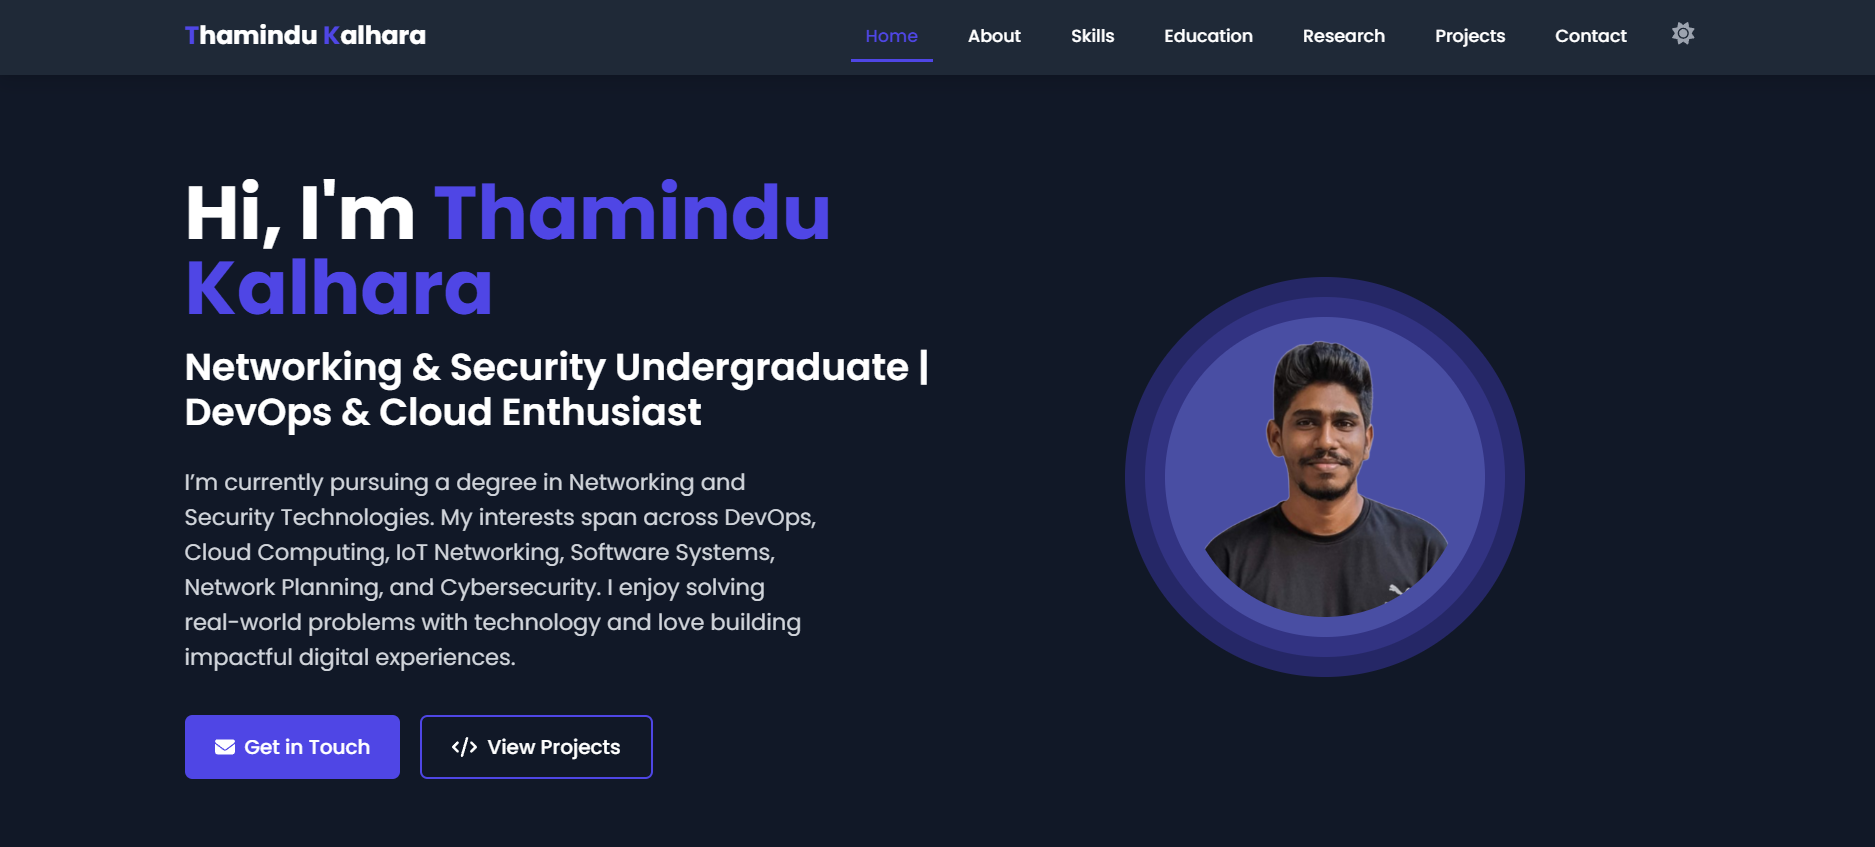 Thamindu Kalhara
Home About Skills Education Research Projects Contact
Hi, I'm Thamindu
Kalhara
Networking & Security Undergraduate |
DevOps & Cloud Enthusiast
I’m currently pursuing a degree in Networking and
Security Technologies. My interests span across DevOps,
Cloud Computing, IoT Networking, Software Systems,
Network Planning, and Cybersecurity. I enjoy solving
real-world problems with technology and love building
impactful digital experiences.
Get in Touch
</> View Projects